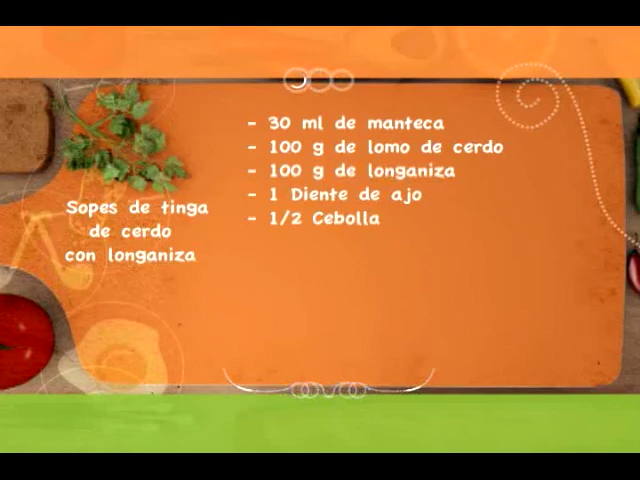 Sopes de tinga
de cerdo
con longaniza
- 30 ml de manteca
- 100 g de lomo de cerdo
- 100 g de longaniza
- 1 Diente de ajo
- 1/2 Cebolla